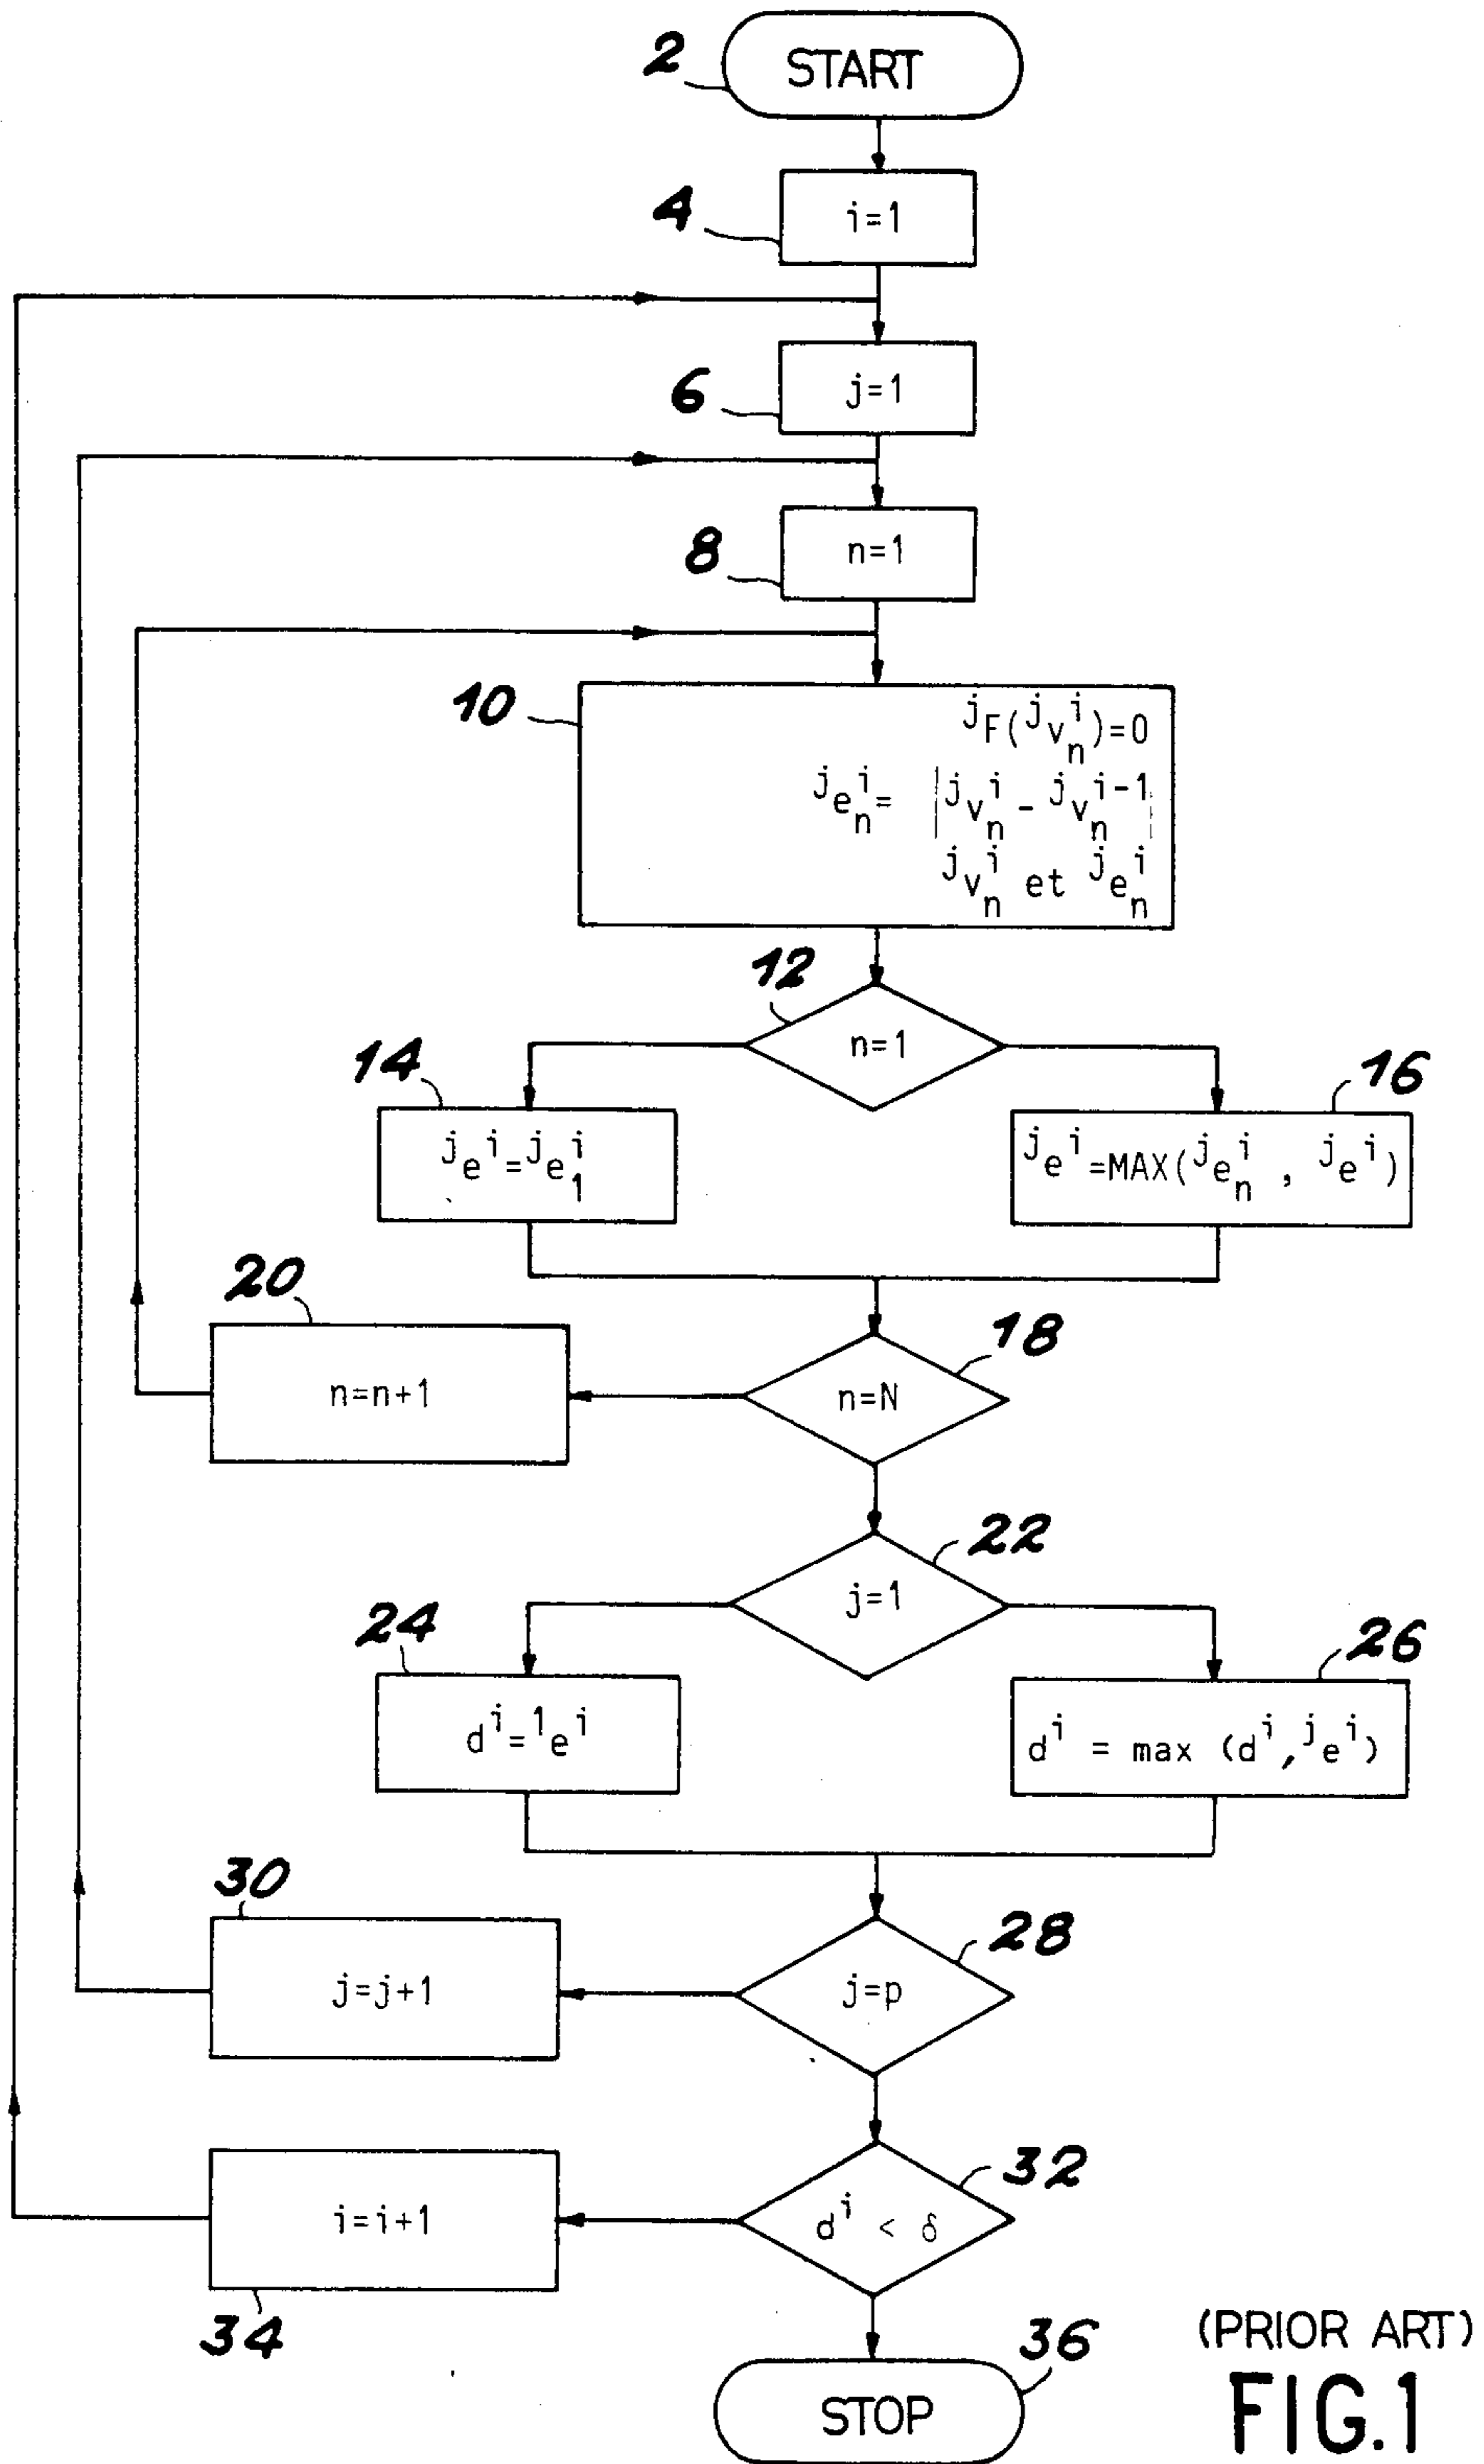 2
START
4
i=1
6
j=1
8
n=1
10
ʲF(ʲvₙⁱ)=0
ʲeₙⁱ= |ʲvₙⁱ - ʲvₙⁱ⁻¹|
ʲvₙⁱ et ʲeₙⁱ
12
n=1
14
ʲeⁱ=ʲe₁ⁱ
16
ʲeⁱ=MAX(ʲeₙⁱ , ʲeⁱ)
20
n=n+1
18
n=N
22
j=1
24
dⁱ=¹eⁱ
26
dⁱ = max (dⁱ,ʲeⁱ)
30
j=j+1
28
j=p
32
dⁱ < δ
i=i+1
34
36
STOP
(PRIOR ART)
FIG.1